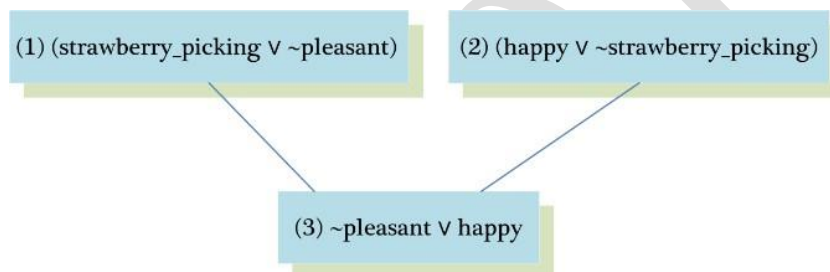 (1) (strawberry_picking ∨ ~pleasant)
(2) (happy ∨ ~strawberry_picking)
(3) ~pleasant ∨ happy